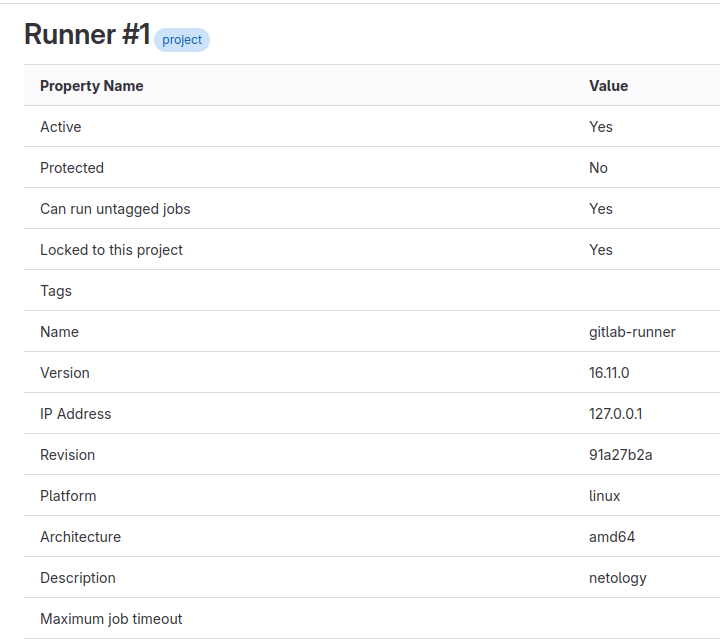 Runner #1 project
Property Name Value
Active Yes
Protected No
Can run untagged jobs Yes
Locked to this project Yes
Tags
Name gitlab-runner
Version 16.11.0
IP Address 127.0.0.1
Revision 91a27b2a
Platform linux
Architecture amd64
Description netology
Maximum job timeout